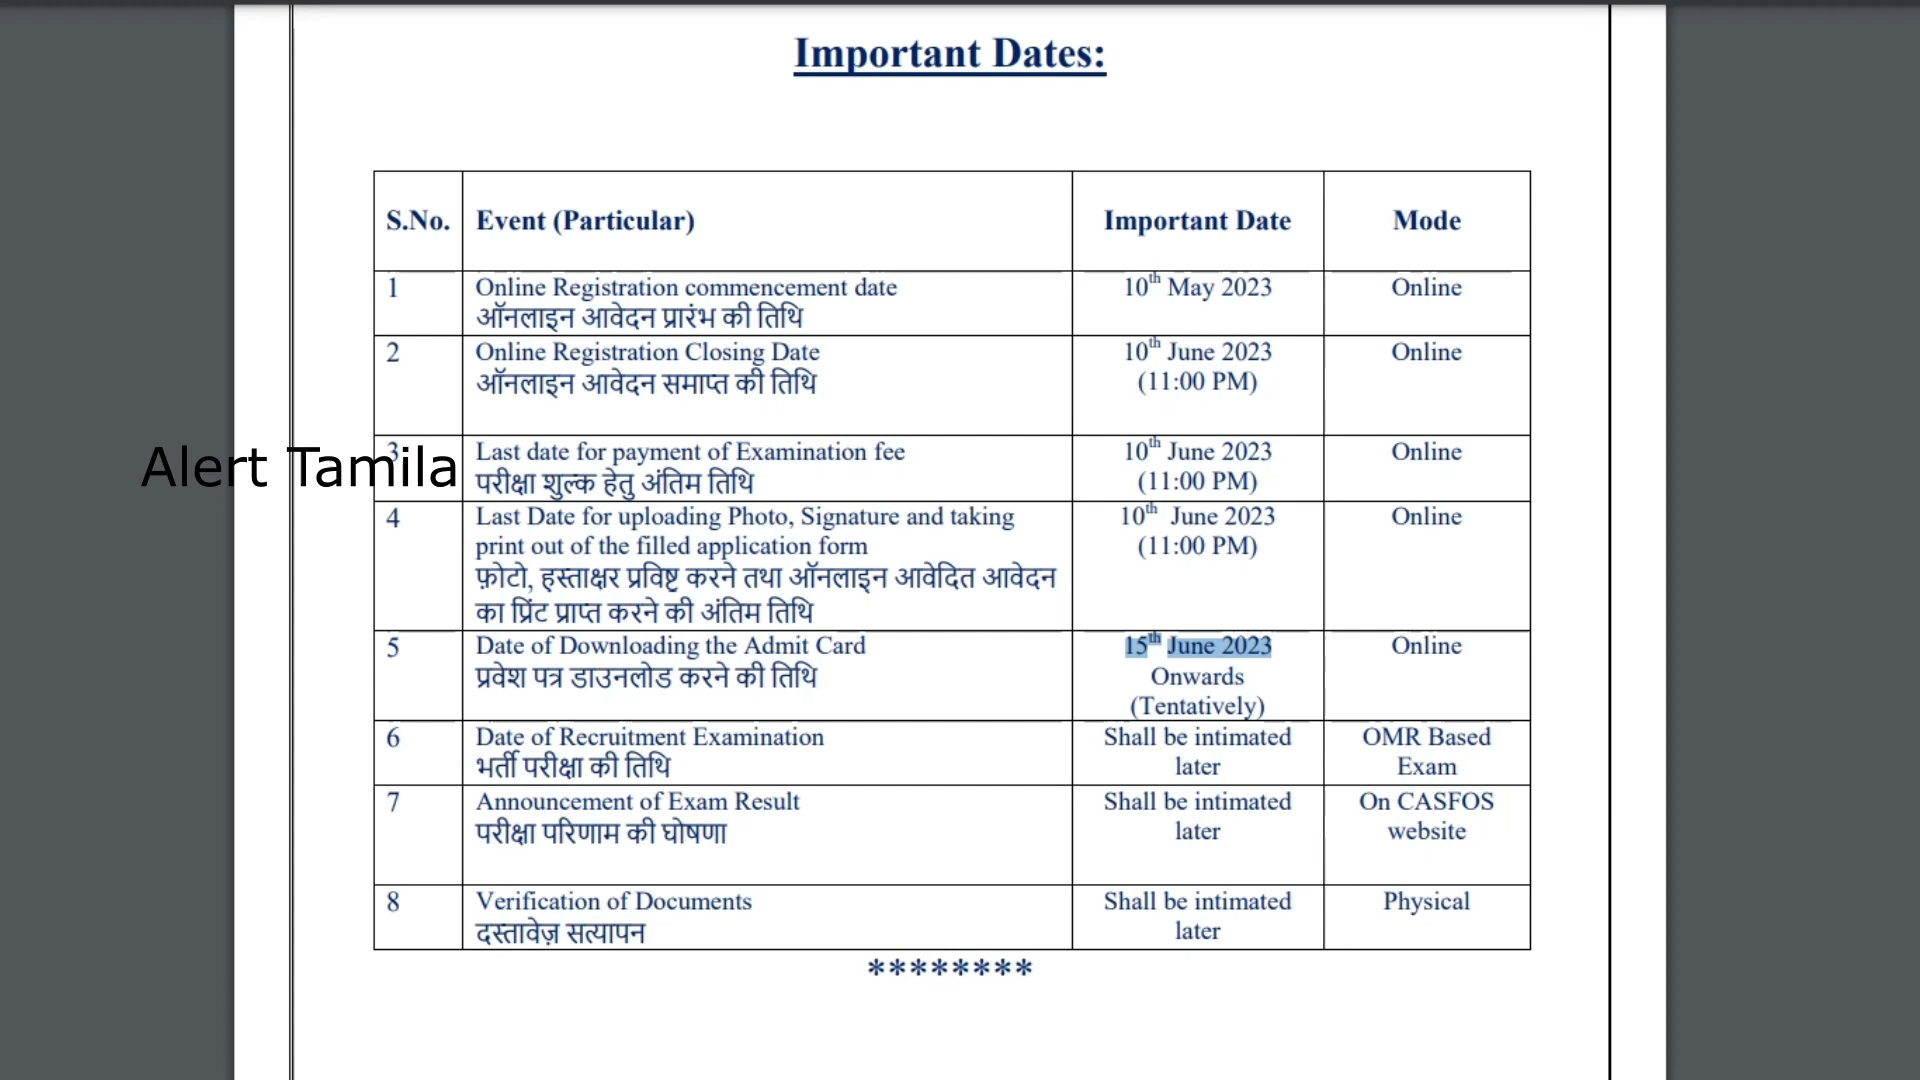 Important Dates:
S.No. Event (Particular) Important Date Mode
1 Online Registration commencement date 10th May 2023 Online
ऑनलाइन आवेदन प्रारंभ की तिथि
2 Online Registration Closing Date 10th June 2023 Online
ऑनलाइन आवेदन समाप्त की तिथि (11:00 PM)
Alert Tamila
3 Last date for payment of Examination fee 10th June 2023 Online
परीक्षा शुल्क हेतु अंतिम तिथि (11:00 PM)
4 Last Date for uploading Photo, Signature and taking 10th June 2023 Online
print out of the filled application form (11:00 PM)
फ़ोटो, हस्ताक्षर प्रविष्ट करने तथा ऑनलाइन आवेदित आवेदन
का प्रिंट प्राप्त करने की अंतिम तिथि
5 Date of Downloading the Admit Card 15th June 2023 Online
प्रवेश पत्र डाउनलोड करने की तिथि Onwards
(Tentatively)
6 Date of Recruitment Examination Shall be intimated OMR Based
भर्ती परीक्षा की तिथि later Exam
7 Announcement of Exam Result Shall be intimated On CASFOS
परीक्षा परिणाम की घोषणा later website
8 Verification of Documents Shall be intimated Physical
दस्तावेज़ सत्यापन later
********